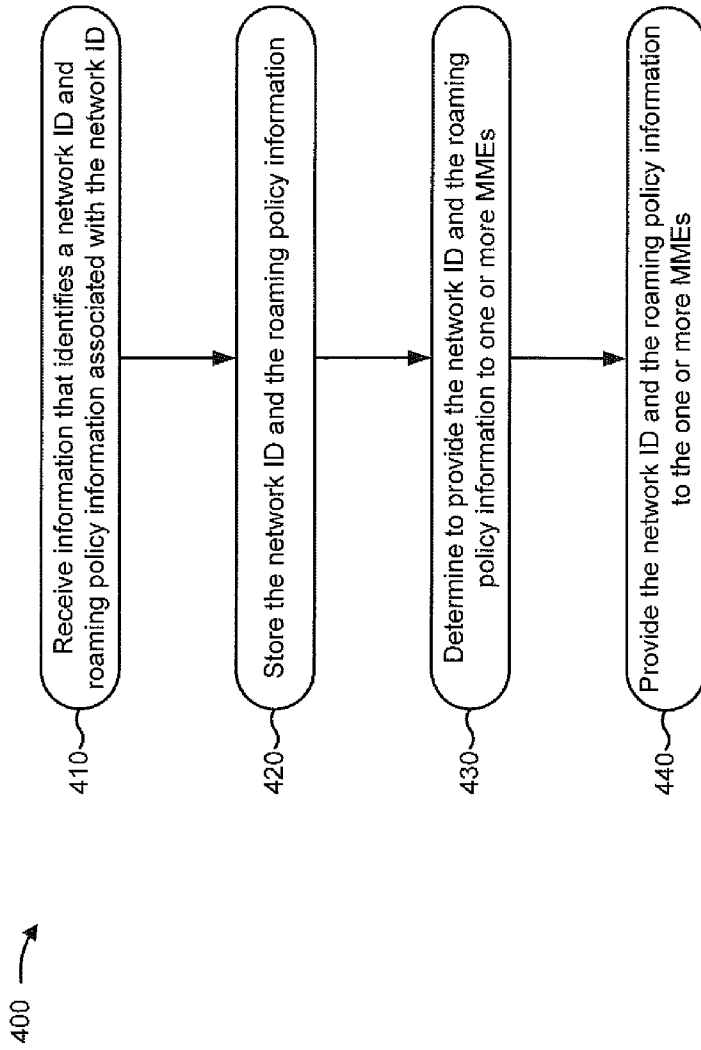 400
410
Receive information that identifies a network ID and
roaming policy information associated with the network ID
420
Store the network ID and the roaming policy information
430
Determine to provide the network ID and the roaming
policy information to one or more MMEs
440
Provide the network ID and the roaming policy information
to the one or more MMEs